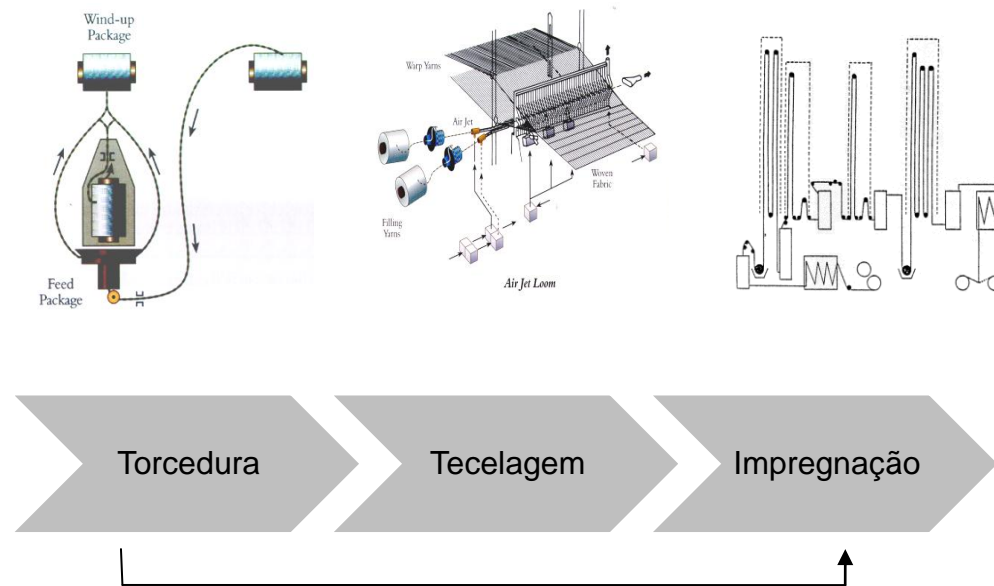 Wind-up
Package
Feed
Package
Warp Yarns
Air Jet
Filling
Yarns
Woven
Fabric
Air Jet Loom
Torcedura
Tecelagem
Impregnação